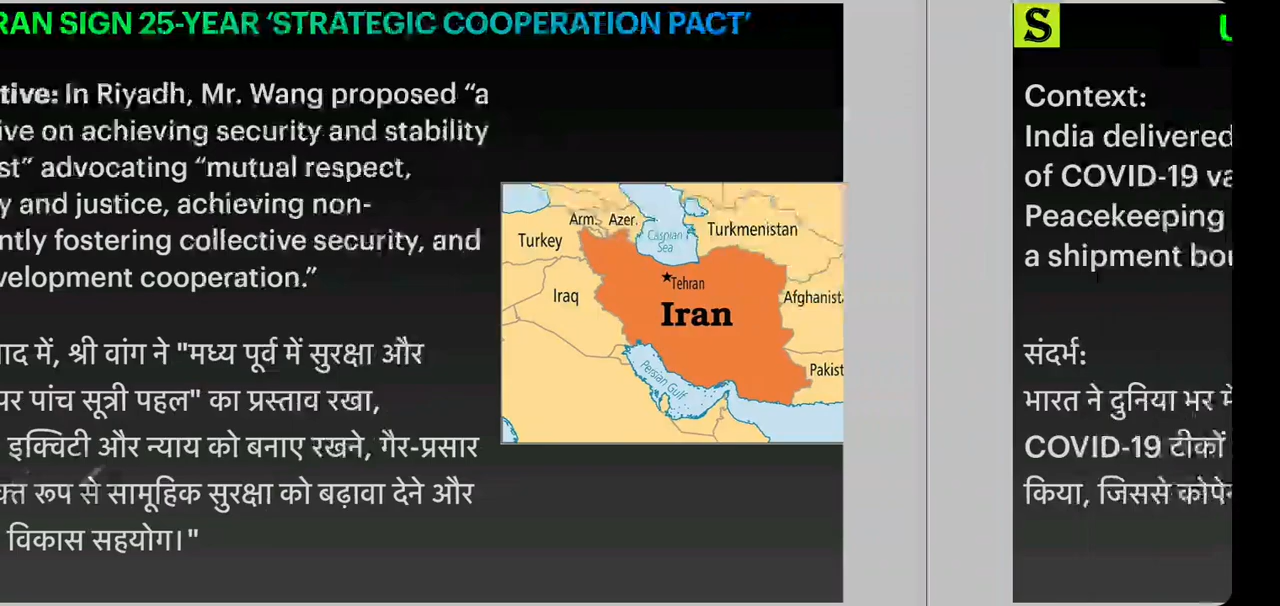 RAN SIGN 25-YEAR ‘STRATEGIC COOPERATION PACT’
tive: In Riyadh, Mr. Wang proposed “a
ive on achieving security and stability
st” advocating “mutual respect,
y and justice, achieving non-
ntly fostering collective security, and
velopment cooperation.”
ाद में, श्री वांग ने "मध्य पूर्व में सुरक्षा और
पर पांच सूत्री पहल" का प्रस्ताव रखा,
इक्विटी और न्याय को बनाए रखने, गैर-प्रसार
क्त रूप से सामूहिक सुरक्षा को बढ़ावा देने और
विकास सहयोग।"
Arm. Azer.
Turkey
Caspian
Sea
Turkmenistan
Tehran
Iraq
Afghanist
Iran
Pakist
Persian Gulf
S
U
Context:
India delivered
of COVID-19 va
Peacekeeping
a shipment bou
संदर्भ:
भारत ने दुनिया भर में
COVID-19 टीकों
किया, जिससे कोपेन